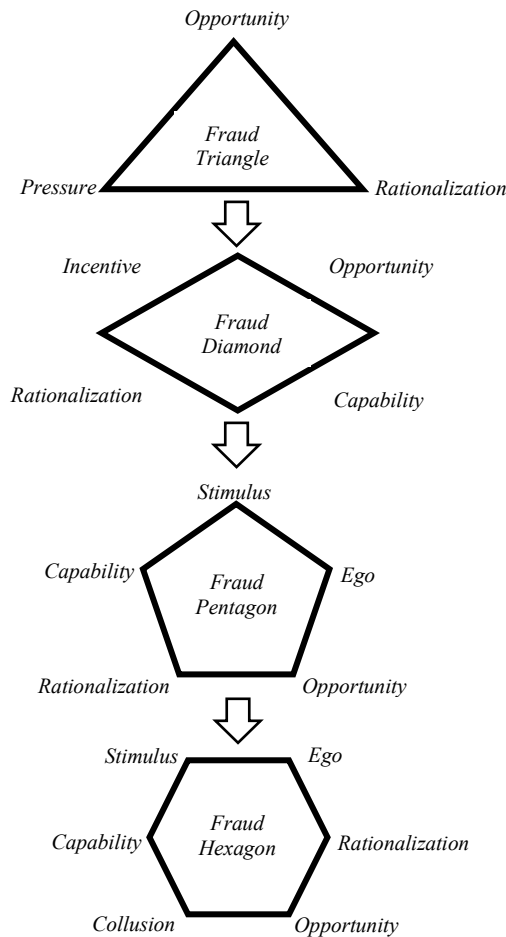 Opportunity
Fraud
Triangle
Pressure
Rationalization
Incentive
Opportunity
Fraud
Diamond
Rationalization
Capability
Stimulus
Capability
Ego
Fraud
Pentagon
Rationalization
Opportunity
Stimulus
Ego
Fraud
Hexagon
Capability
Rationalization
Collusion
Opportunity